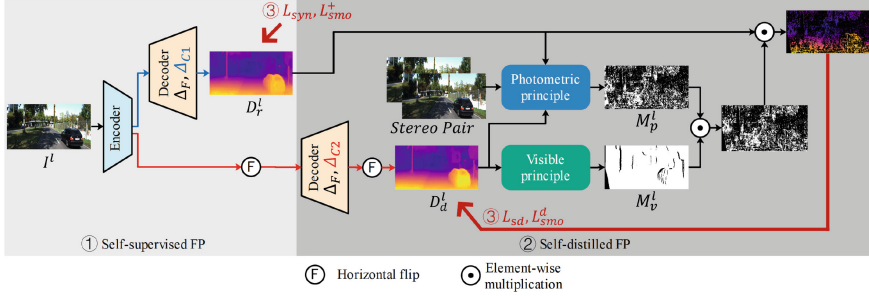 ③ L_syn, L⁺_smo
Decoder
Δ_F, Δ_C1
D_r^l
Encoder
I^l
F
Decoder
Δ_F, Δ_C2
F
D_d^l
Stereo Pair
Photometric
principle
M_p^l
Visible
principle
M_v^l
③ L_sd, L_smo^d
① Self-supervised FP
② Self-distilled FP
F Horizontal flip
Element-wise
multiplication